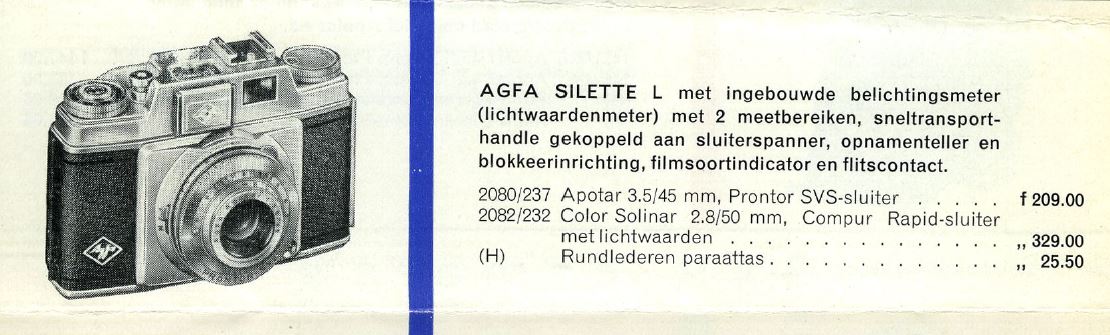 AGFA SILETTE L met ingebouwde belichtingsmeter
(lichtwaardenmeter) met 2 meetbereiken, sneltransport-
handle gekoppeld aan sluiterspanner, opnamenteller en
blokkeerinrichting, filmsoortindicator en flitscontact.
2080/237 Apotar 3.5/45 mm, Prontor SVS-sluiter . . . . . f 209.00
2082/232 Color Solinar 2.8/50 mm, Compur Rapid-sluiter
met lichtwaarden . . . . . . . . . . . . . „ 329.00
(H) Rundlederen paraattas . . . . . . . . . . . „ 25.50